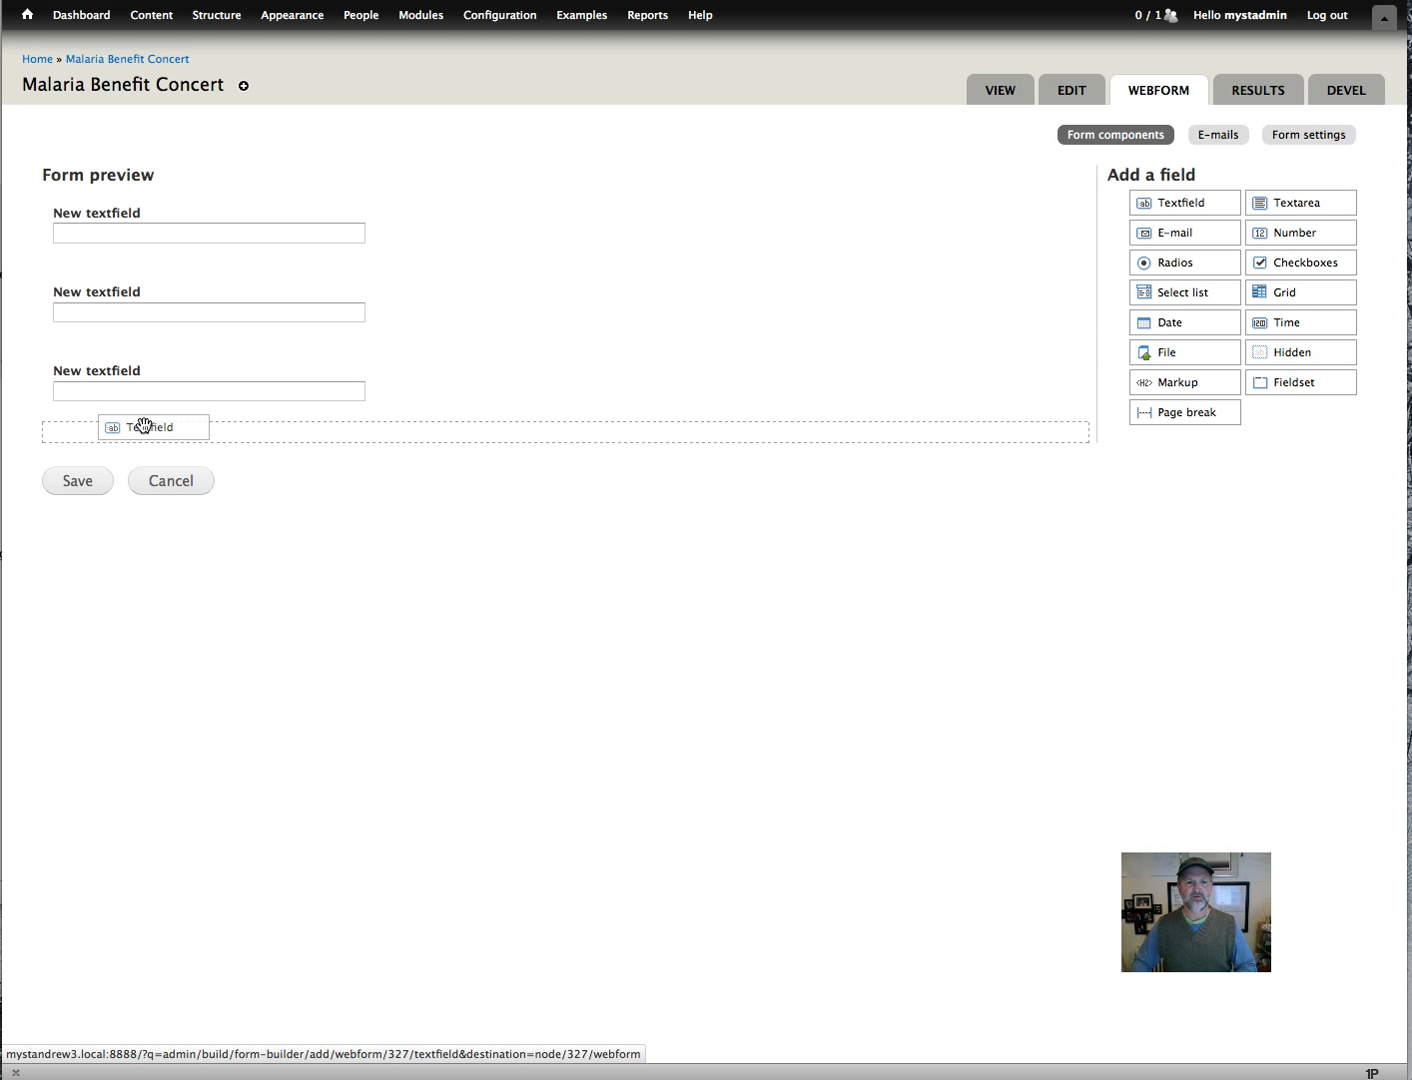 Dashboard Content Structure Appearance People Modules Configuration Examples Reports Help 0 / 1 Hello mystadmin Log out
Home » Malaria Benefit Concert
Malaria Benefit Concert
VIEW EDIT WEBFORM RESULTS DEVEL
Form components E-mails Form settings
Form preview
New textfield
New textfield
New textfield
Textfield
Save Cancel
Add a field
Textfield Textarea
E-mail Number
Radios Checkboxes
Select list Grid
Date Time
File Hidden
<H2> Markup Fieldset
Page break
mystandrew3.local:8888/?q=admin/build/form-builder/add/webform/327/textfield&destination=node/327/webform
1P